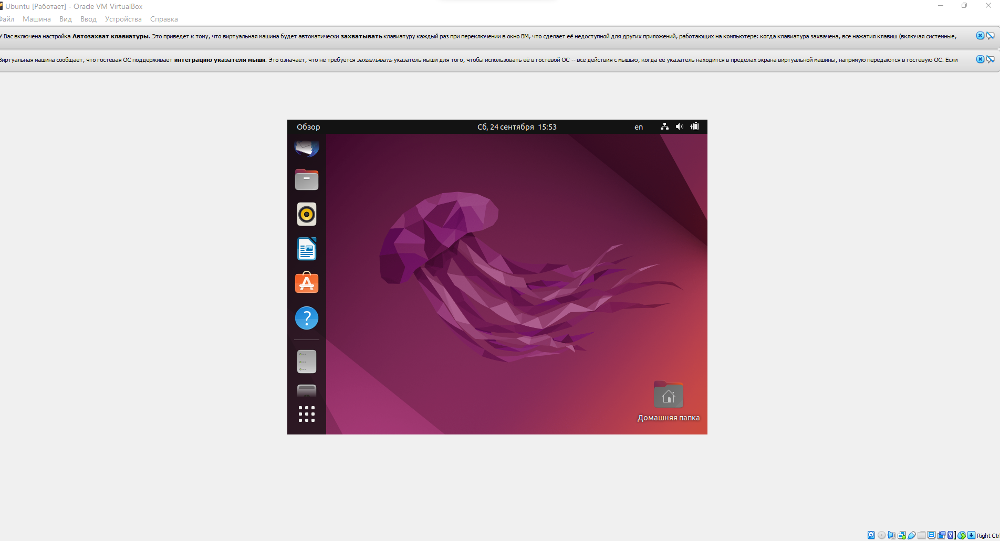 Ubuntu [Работает] - Oracle VM VirtualBox
Файл Машина Вид Ввод Устройства Справка
У Вас включена настройка Автозахват клавиатуры. Это приведет к тому, что виртуальная машина будет автоматически захватывать клавиатуру каждый раз при переключении в окно ВМ, что сделает её недоступной для других приложений, работающих на компьютере: когда клавиатура захвачена, все нажатия клавиш (включая системные,
Виртуальная машина сообщает, что гостевая ОС поддерживает интеграцию указателя мыши. Это означает, что не требуется захватывать указатель мыши для того, чтобы использовать её в гостевой ОС -- все действия с мышью, когда её указатель находится в пределах экрана виртуальной машины, напрямую передаются в гостевую ОС. Если
Обзор Сб, 24 сентября 15:53 en
Домашняя папка
Right Ctr